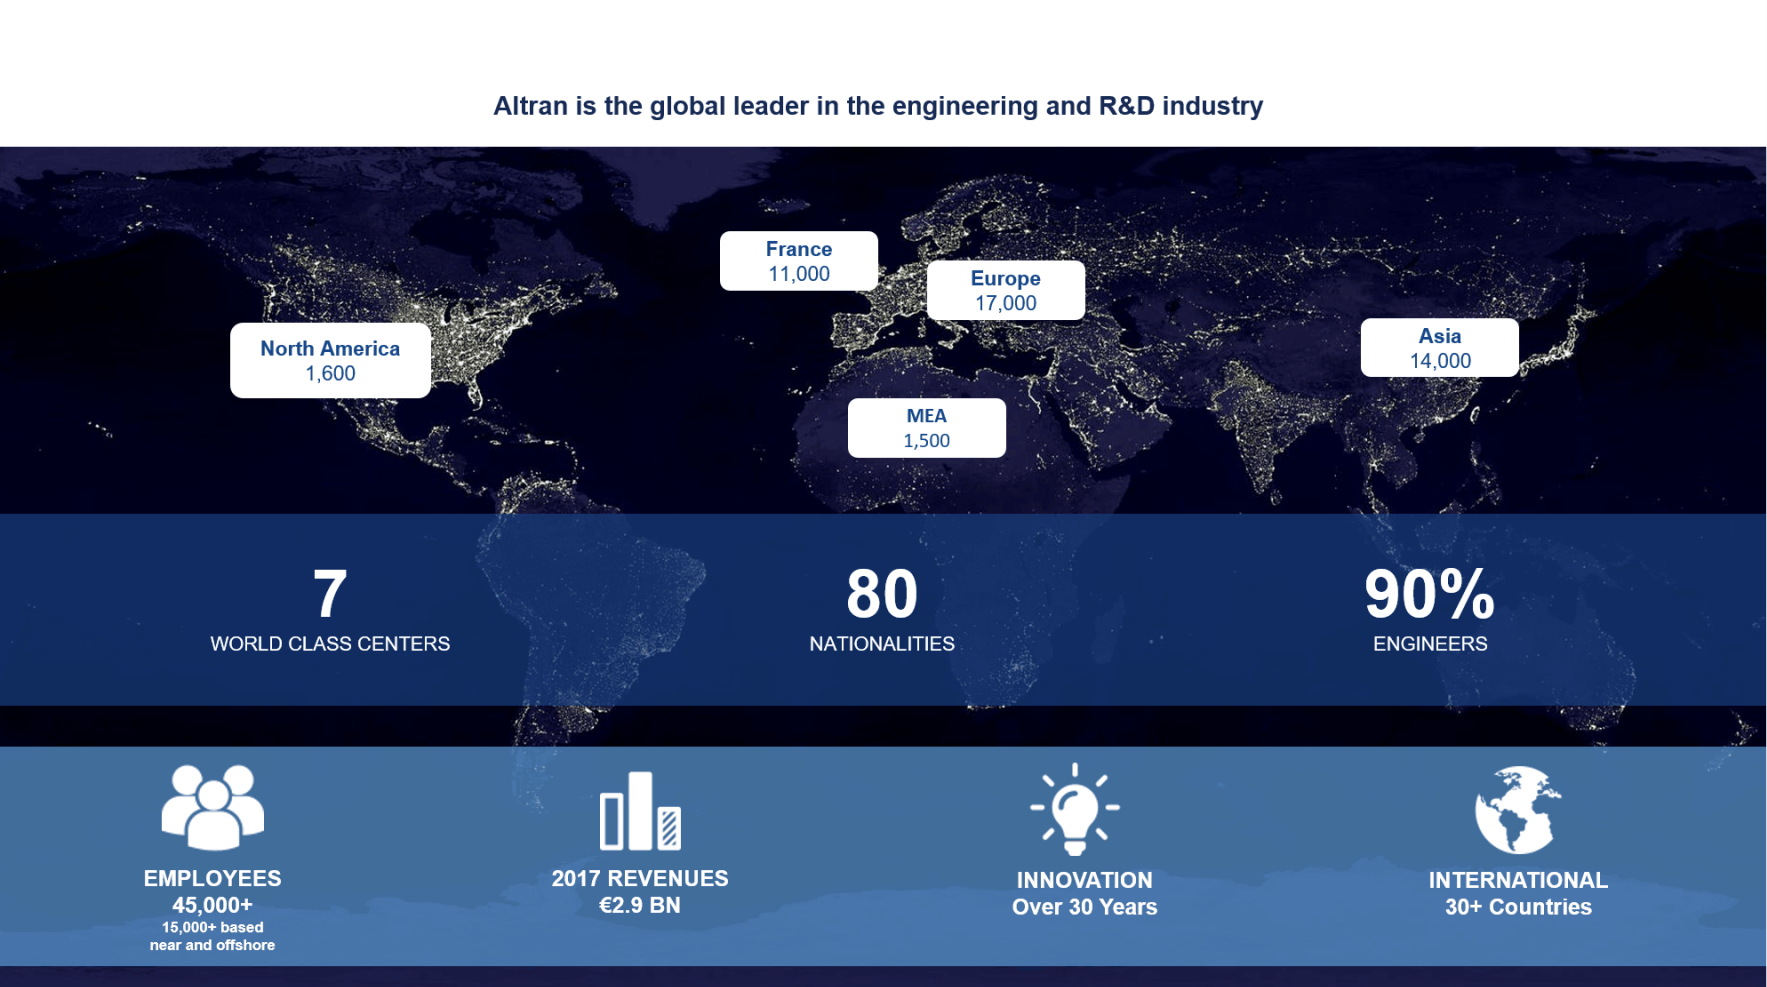 Altran is the global leader in the engineering and R&D industry
France
11,000
Europe
17,000
North America
1,600
Asia
14,000
MEA
1,500
7
WORLD CLASS CENTERS
80
NATIONALITIES
90%
ENGINEERS
EMPLOYEES
45,000+
15,000+ based
near and offshore
2017 REVENUES
€2.9 BN
INNOVATION
Over 30 Years
INTERNATIONAL
30+ Countries